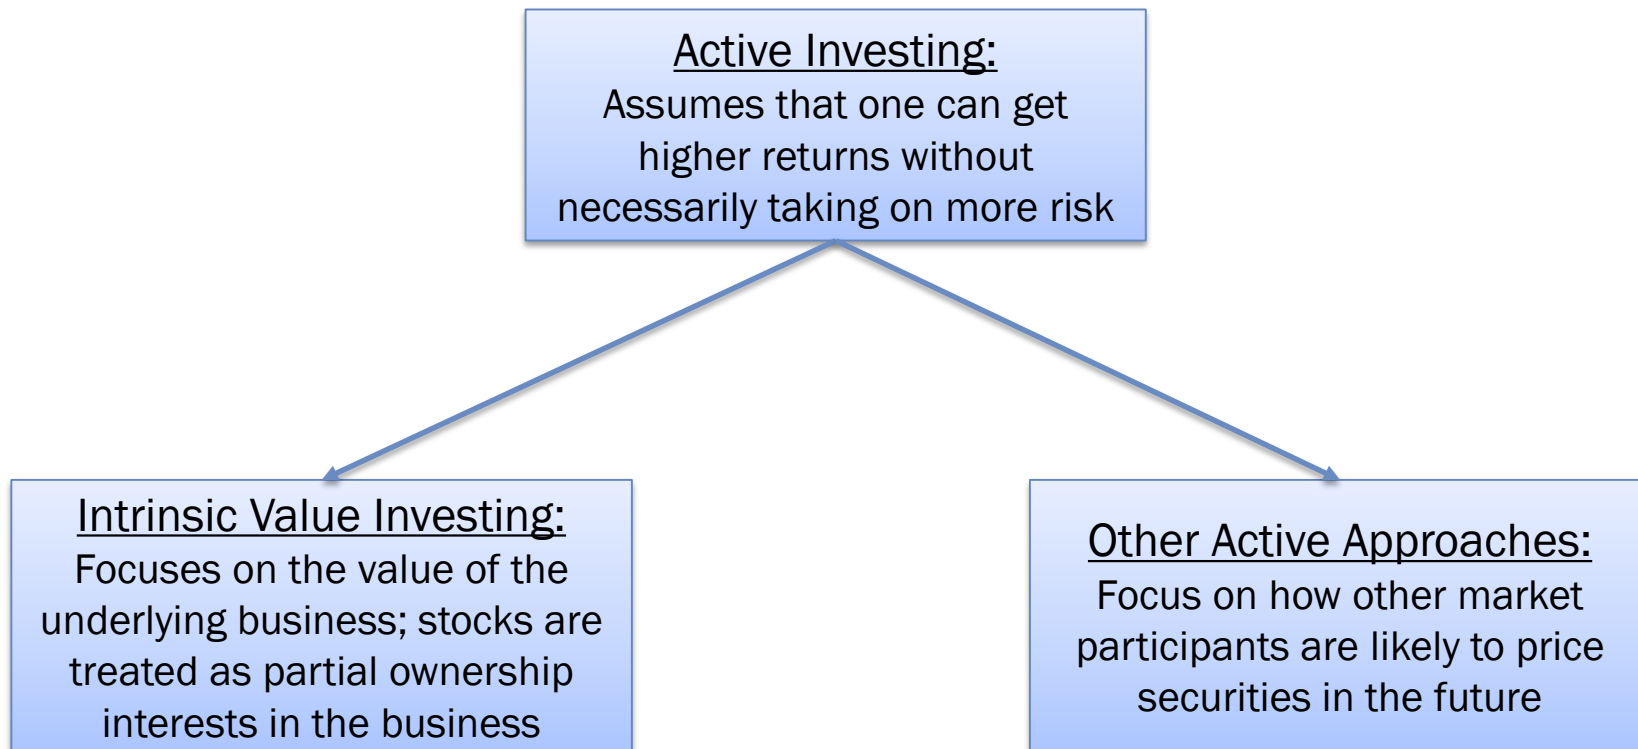 Active Investing:
Assumes that one can get
higher returns without
necessarily taking on more risk
Intrinsic Value Investing:
Focuses on the value of the
underlying business; stocks are
treated as partial ownership
interests in the business
Other Active Approaches:
Focus on how other market
participants are likely to price
securities in the future